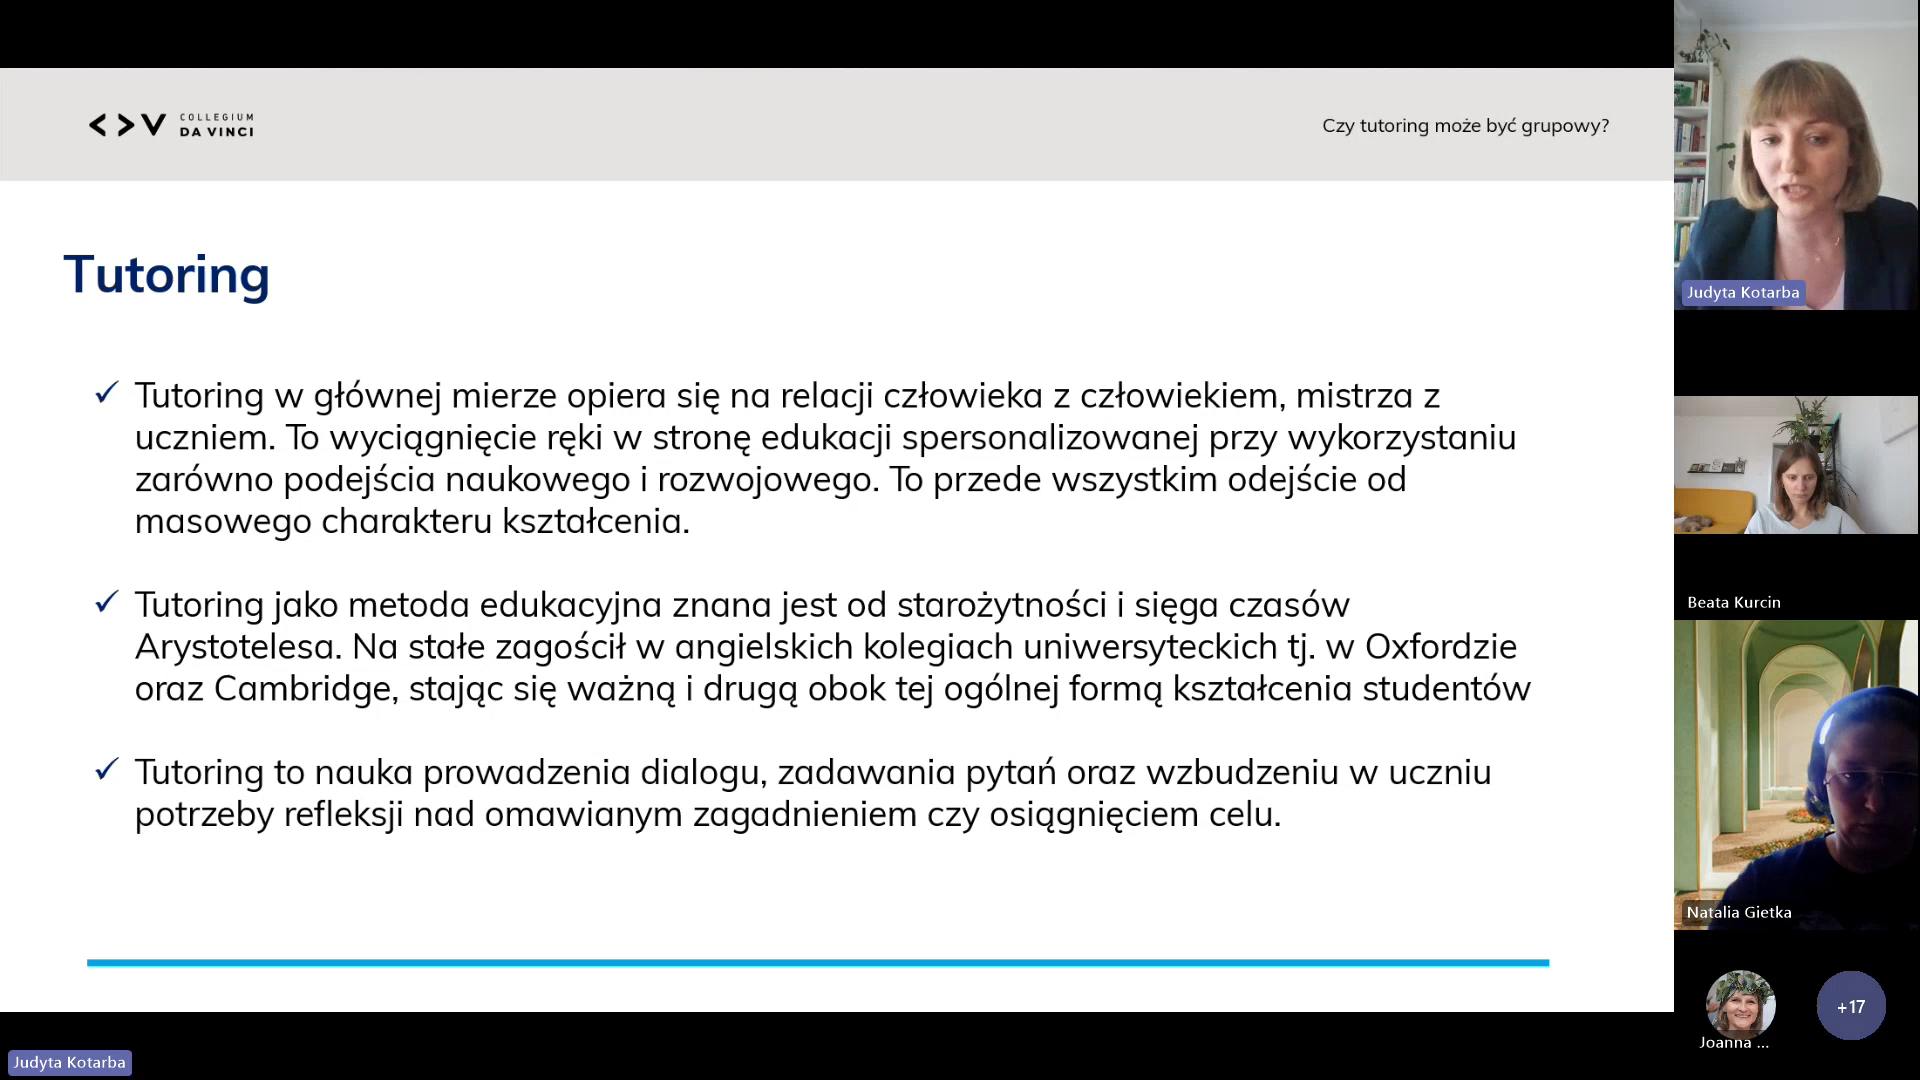 COLLEGIUM
DA VINCI
Czy tutoring może być grupowy?
Tutoring
Tutoring w głównej mierze opiera się na relacji człowieka z człowiekiem, mistrza z
uczniem. To wyciągnięcie ręki w stronę edukacji spersonalizowanej przy wykorzystaniu
zarówno podejścia naukowego i rozwojowego. To przede wszystkim odejście od
masowego charakteru kształcenia.
Tutoring jako metoda edukacyjna znana jest od starożytności i sięga czasów
Arystotelesa. Na stałe zagościł w angielskich kolegiach uniwersyteckich tj. w Oxfordzie
oraz Cambridge, stając się ważną i drugą obok tej ogólnej formą kształcenia studentów
Tutoring to nauka prowadzenia dialogu, zadawania pytań oraz wzbudzeniu w uczniu
potrzeby refleksji nad omawianym zagadnieniem czy osiągnięciem celu.
Judyta Kotarba
Beata Kurcin
Natalia Gietka
Joanna ...
+17
Judyta Kotarba